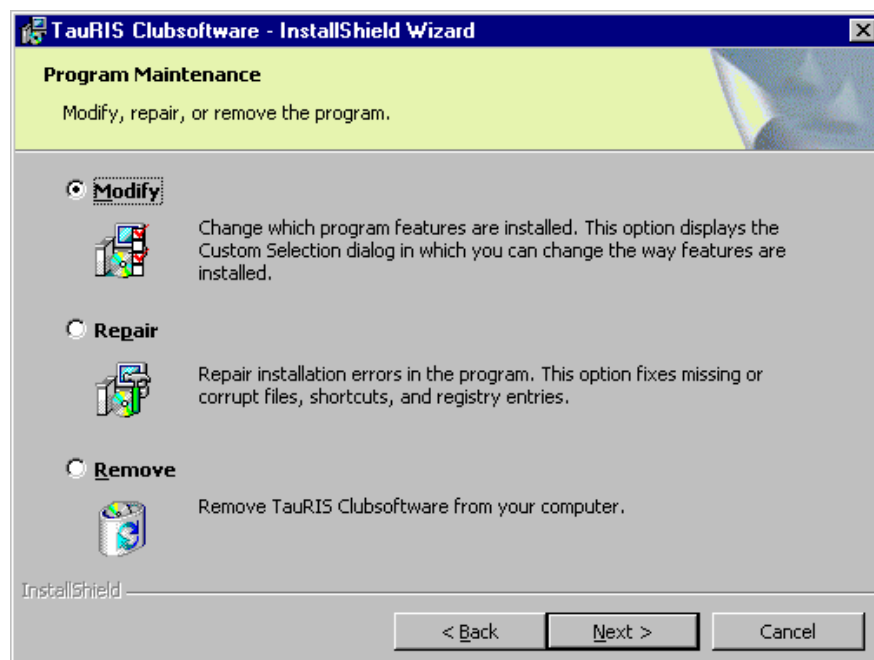 TauRIS Clubsoftware - InstallShield Wizard
Program Maintenance
Modify, repair, or remove the program.
Modify
Change which program features are installed. This option displays the
Custom Selection dialog in which you can change the way features are
installed.
Repair
Repair installation errors in the program. This option fixes missing or
corrupt files, shortcuts, and registry entries.
Remove
Remove TauRIS Clubsoftware from your computer.
InstallShield
< Back
Next >
Cancel